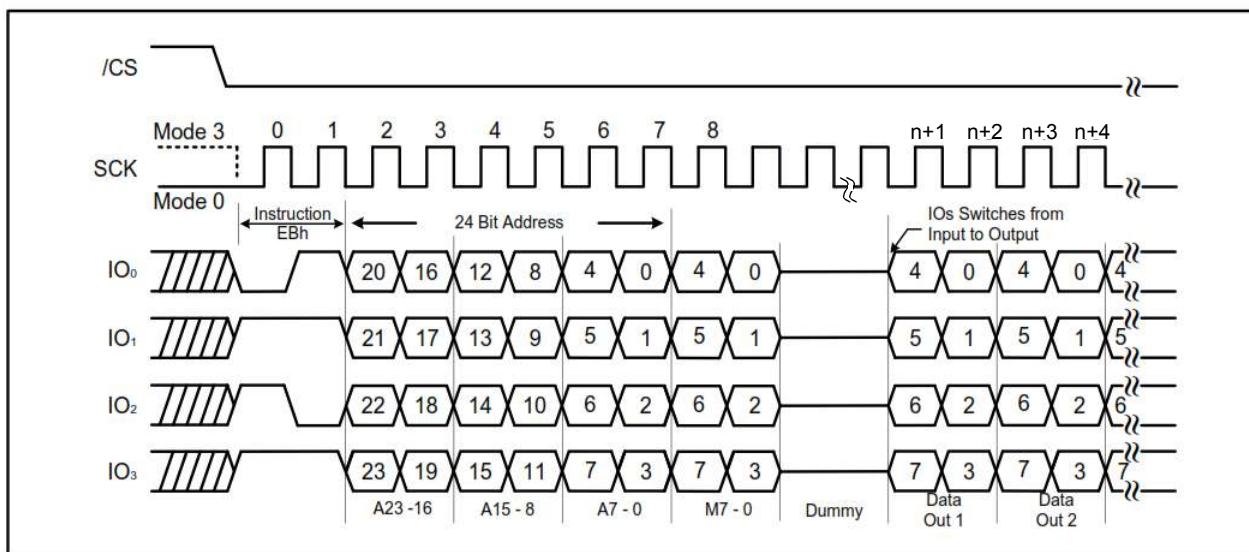 /CS
Mode 3 0 1 2 3 4 5 6 7 8 n+1 n+2 n+3 n+4
SCK
Mode 0
Instruction
EBh
24 Bit Address
IOs Switches from
Input to Output
IO₀ 20 16 12 8 4 0 4 0 4 0 4 0 4
IO₁ 21 17 13 9 5 1 5 1 5 1 5 1 5
IO₂ 22 18 14 10 6 2 6 2 6 2 6 2 6
IO₃ 23 19 15 11 7 3 7 3 7 3 7 3 7
A23 -16 A15 - 8 A7 - 0 M7 - 0 Dummy
Data
Out 1
Data
Out 2